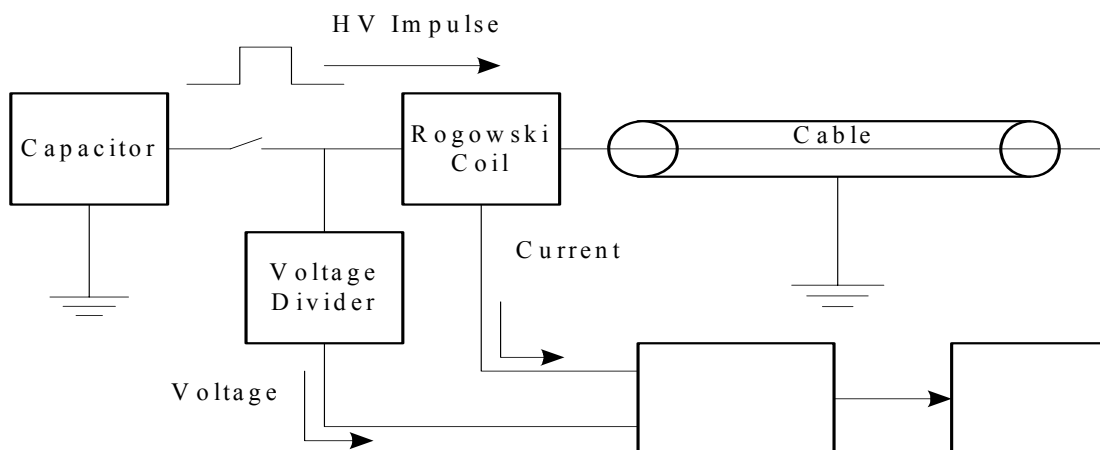 HV Impulse
Capacitor
Rogowski
Coil
Cable
Voltage
Divider
Current
Voltage